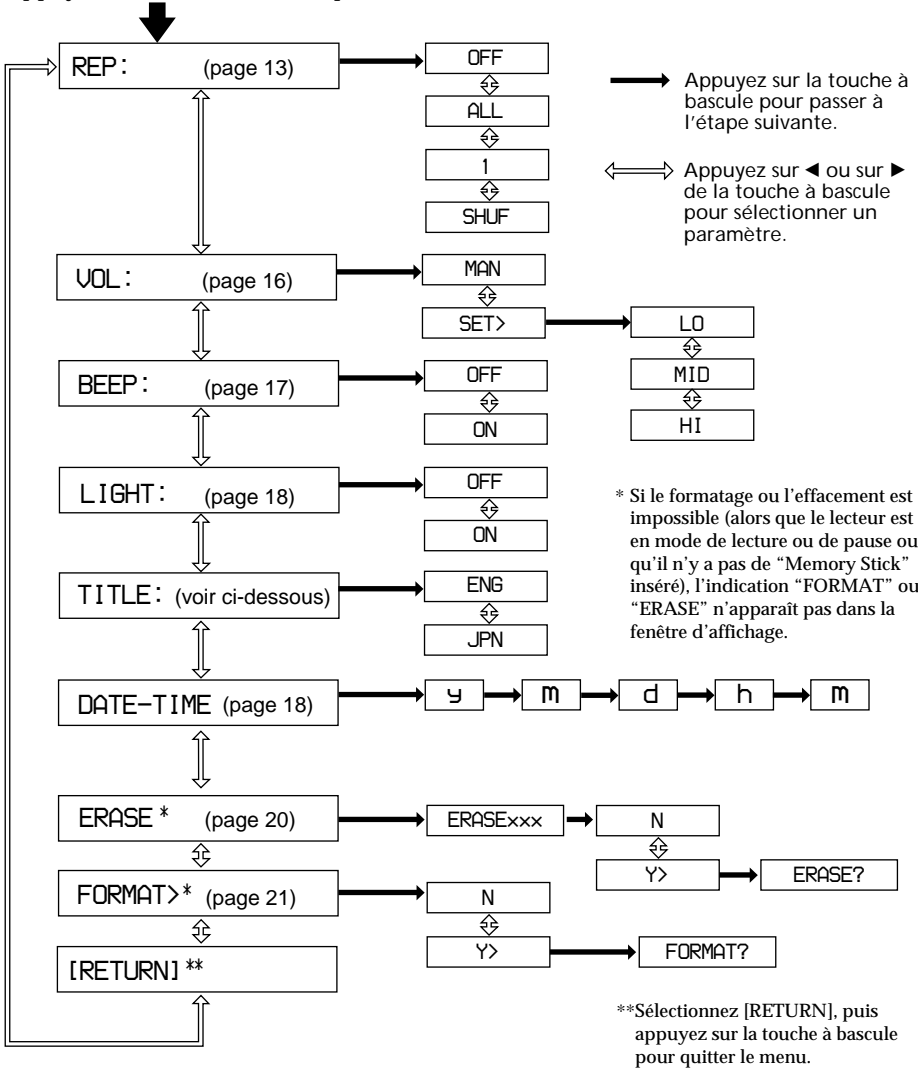 REP: (page 13)
OFF
ALL
1
SHUF
Appuyez sur la touche à
bascule pour passer à
l'étape suivante.
Appuyez sur ◄ ou sur ►
de la touche à bascule
pour sélectionner un
paramètre.
VOL: (page 16)
MAN
SET>
LO
MID
HI
BEEP: (page 17)
OFF
ON
LIGHT: (page 18)
OFF
ON
* Si le formatage ou l'effacement est
impossible (alors que le lecteur est
en mode de lecture ou de pause ou
qu'il n'y a pas de “Memory Stick”
inséré), l'indication “FORMAT” ou
“ERASE” n'apparaît pas dans la
fenêtre d'affichage.
TITLE: (voir ci-dessous)
ENG
JPN
DATE-TIME (page 18)
y m d h m
ERASE* (page 20)
ERASExxx
N
Y>
ERASE?
FORMAT>* (page 21)
N
Y>
FORMAT?
[RETURN]**
**Sélectionnez [RETURN], puis
appuyez sur la touche à bascule
pour quitter le menu.